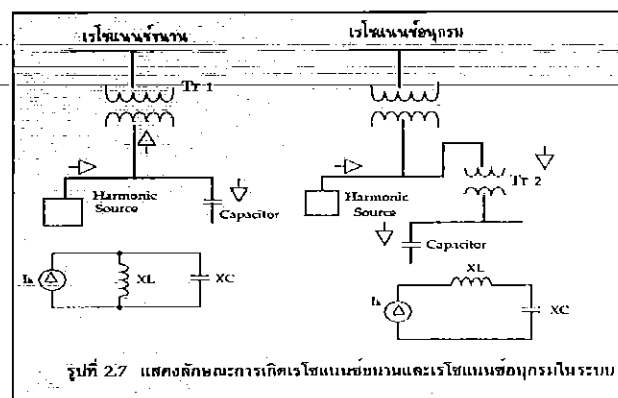 เรโซแนนซ์ขนาน
เรโซแนนซ์อนุกรม
Tr 1
Harmonic
Source
Capacitor
Ih
XL
XC
Harmonic
Source
Tr 2
Capacitor
XL
Ih
XC
รูปที่ 2.7 แสดงลักษณะการเกิดเรโซแนนซ์ขนานและเรโซแนนซ์อนุกรมในระบบ